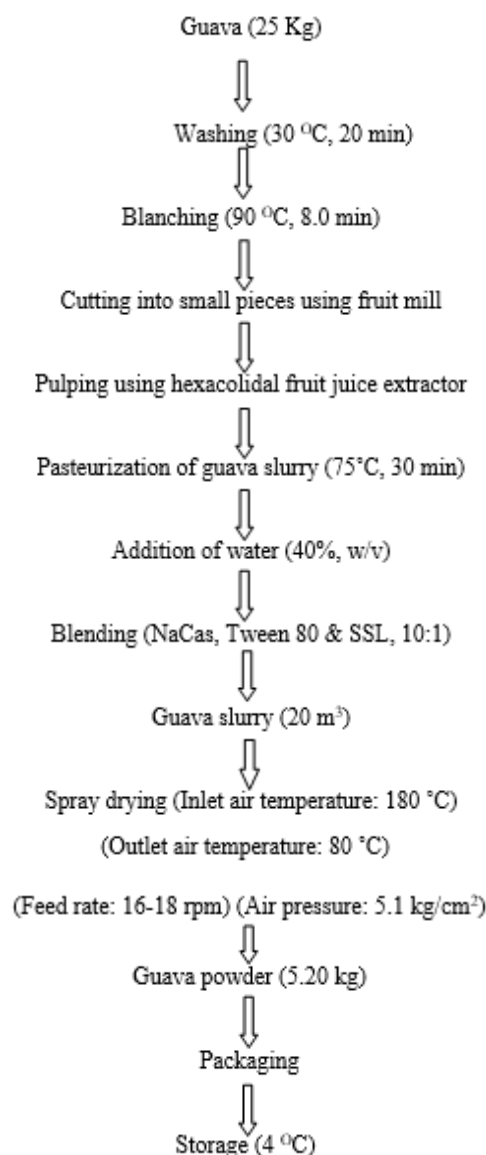 Guava (25 Kg)
Washing (30 ⁰C, 20 min)
Blanching (90 ⁰C, 8.0 min)
Cutting into small pieces using fruit mill
Pulping using hexacolidal fruit juice extractor
Pasteurization of guava slurry (75°C, 30 min)
Addition of water (40%, w/v)
Blending (NaCas, Tween 80 & SSL, 10:1)
Guava slurry (20 m³)
Spray drying (Inlet air temperature: 180 °C)
(Outlet air temperature: 80 °C)
(Feed rate: 16-18 rpm) (Air pressure: 5.1 kg/cm²)
Guava powder (5.20 kg)
Packaging
Storage (4 ⁰C)